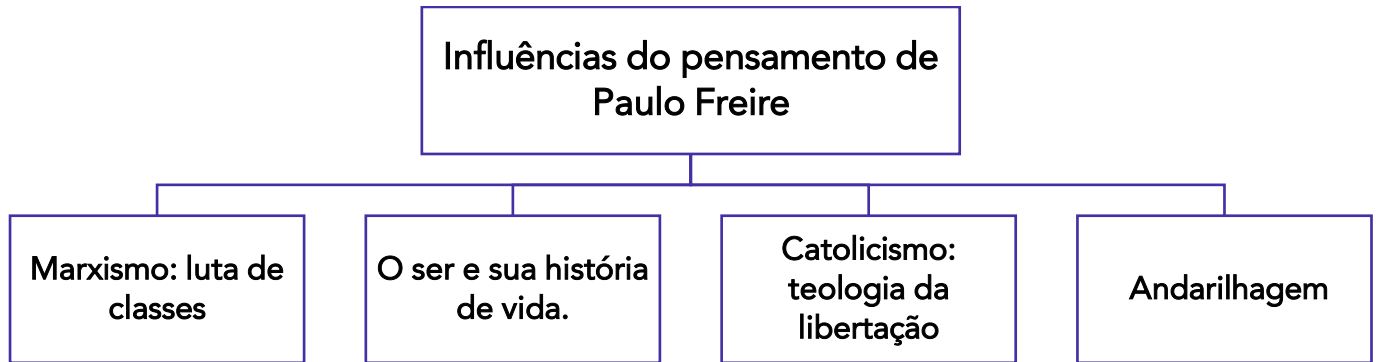 Influências do pensamento de
Paulo Freire
Marxismo: luta de
classes
O ser e sua história
de vida.
Catolicismo:
teologia da
libertação
Andarilhagem